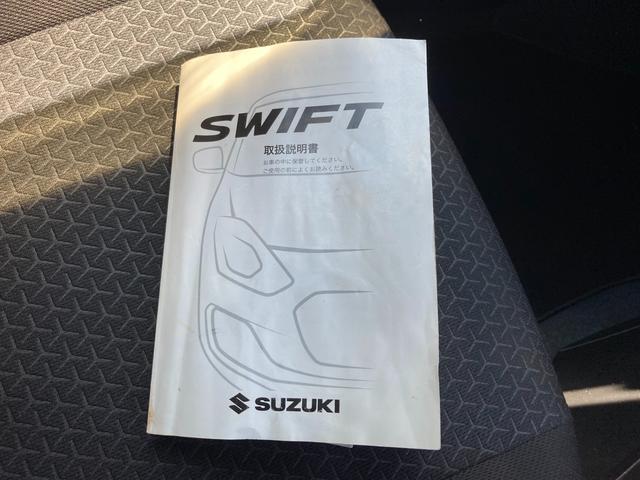 SWIFT
取扱説明書
お車の中に保管してください。
ご使用の前によくお読みください。
SUZUKI